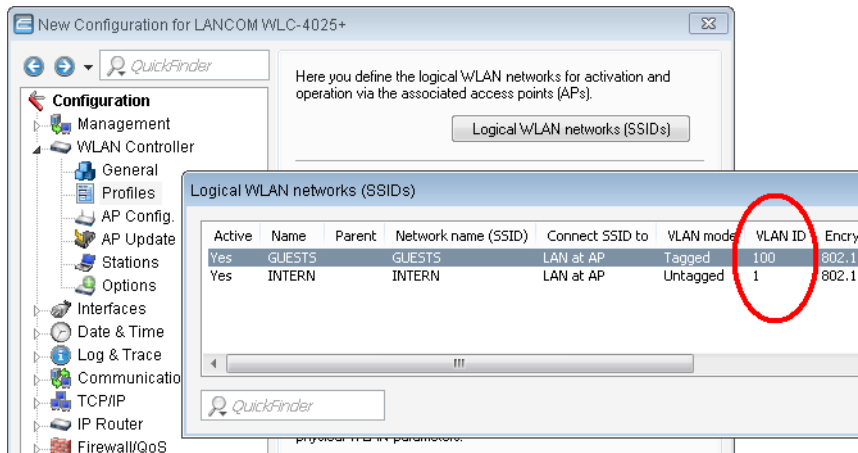 New Configuration for LANCOM WLC-4025+
QuickFinder
Configuration
Management
WLAN Controller
General
Profiles
AP Config.
AP Update
Stations
Options
Interfaces
Date & Time
Log & Trace
Communicatio
TCP/IP
IP Router
Firewall/QoS
Here you define the logical WLAN networks for activation and
operation via the associated access points (APs).
Logical WLAN networks (SSIDs)
Logical WLAN networks (SSIDs)
Active Name Parent Network name (SSID) Connect SSID to VLAN mode VLAN ID Encry
Yes GUESTS GUESTS LAN at AP Tagged 100 802.1
Yes INTERN INTERN LAN at AP Untagged 1 802.1
QuickFinder
physical WLAN parameters.